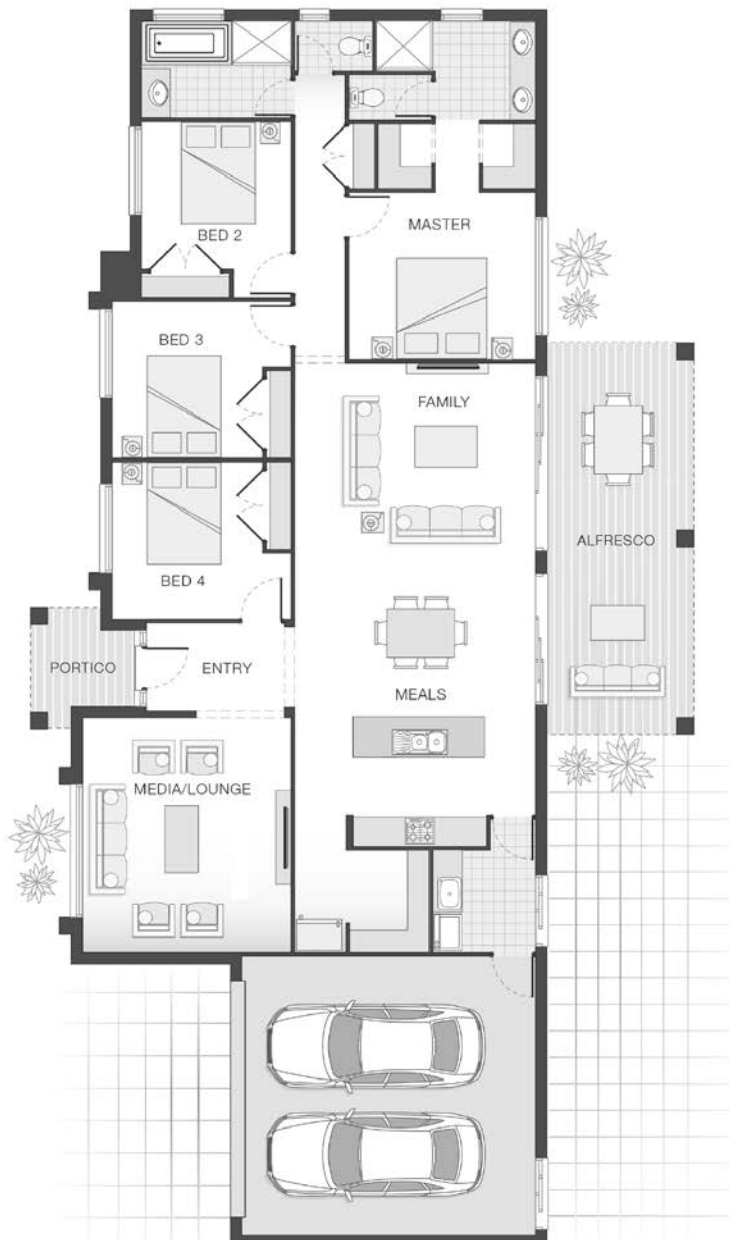 BED 2
MASTER
BED 3
FAMILY
ALFRESCO
BED 4
PORTICO
ENTRY
MEALS
MEDIA/LOUNGE